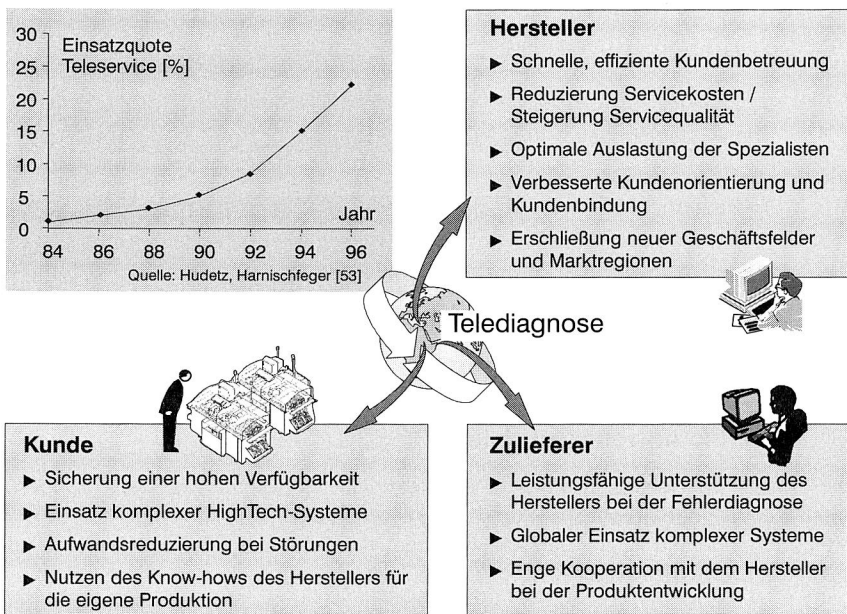 30
25
20
15
10
5
0
Einsatzquote
Teleservice [%]
Jahr
84 86 88 90 92 94 96
Quelle: Hudetz, Harnischfeger [53]
Hersteller
► Schnelle, effiziente Kundenbetreuung
► Reduzierung Servicekosten /
Steigerung Servicequalität
► Optimale Auslastung der Spezialisten
► Verbesserte Kundenorientierung und
Kundenbindung
► Erschließung neuer Geschäftsfelder
und Marktregionen
Telediagnose
Kunde
► Sicherung einer hohen Verfügbarkeit
► Einsatz komplexer HighTech-Systeme
► Aufwandsreduzierung bei Störungen
► Nutzen des Know-hows des Herstellers für
die eigene Produktion
Zulieferer
► Leistungsfähige Unterstützung des
Herstellers bei der Fehlerdiagnose
► Globaler Einsatz komplexer Systeme
► Enge Kooperation mit dem Hersteller
bei der Produktentwicklung